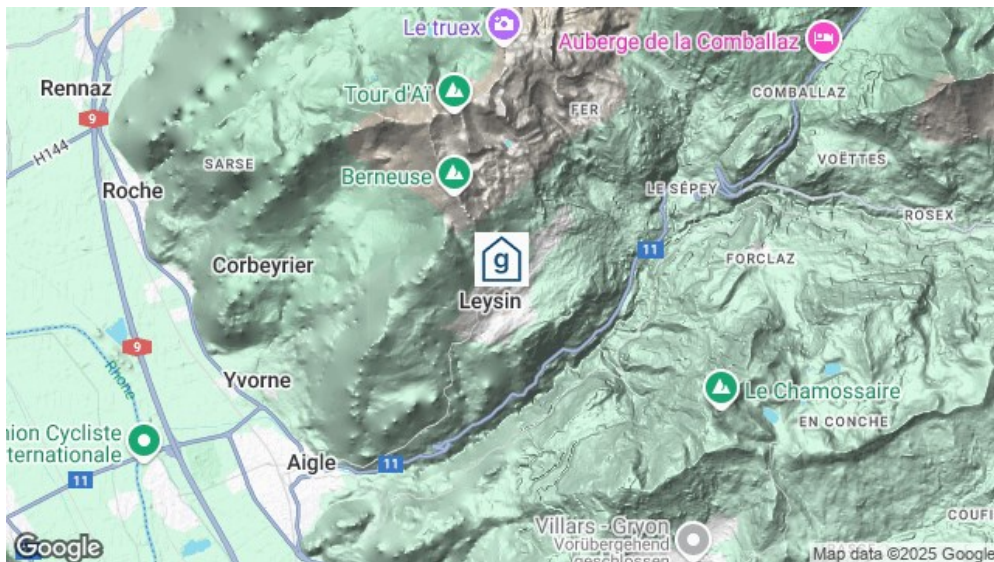 Le truex
Auberge de la Comballaz
Rennaz
Tour d'Aï
COMBALLAZ
9
FER
H144
SARSE
VOËTTES
Berneuse
Roche
LE SÉPEY
ROSEX
11
FORCLAZ
Corbeyrier
g
Leysin
9
Rhone
Yvorne
Le Chamossaire
EN CONCHE
nion Cycliste
nternationale
Aigle
11
11
COUFI
Villars - Gryon
Vorübergehend
geschlossen
Google
Map data ©2025 Google